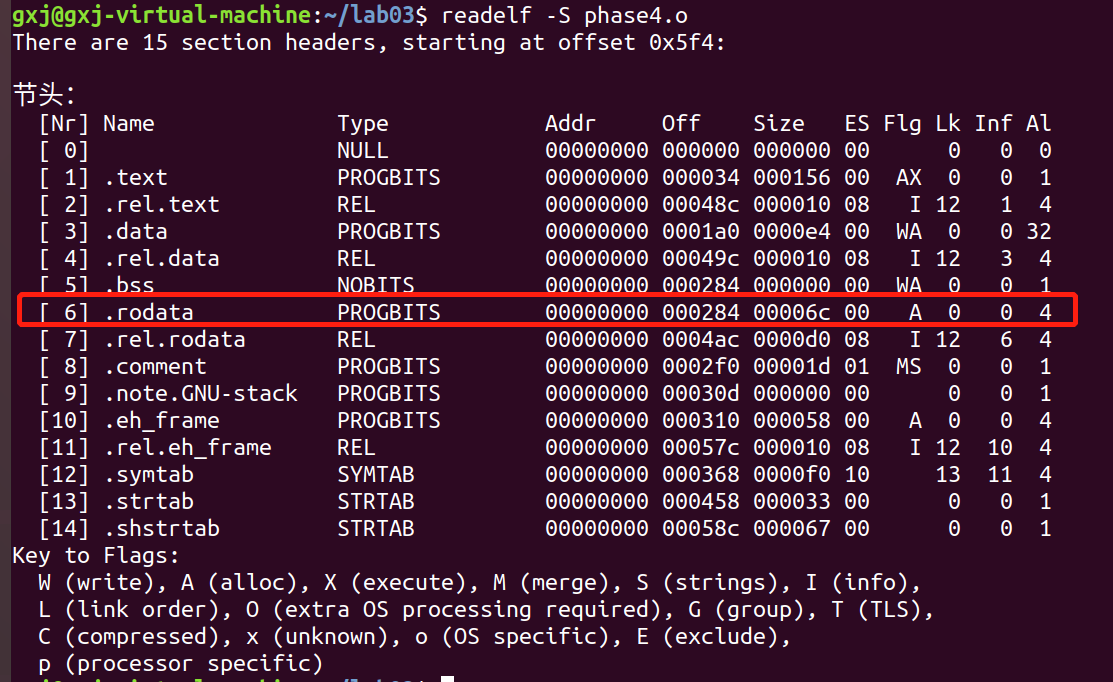 gxj@gxj-virtual-machine:~/lab03$ readelf -S phase4.o
There are 15 section headers, starting at offset 0x5f4:
节头：
[Nr] Name Type Addr Off Size ES Flg Lk Inf Al
[ 0] NULL 00000000 000000 000000 00 0 0 0
[ 1] .text PROGBITS 00000000 000034 000156 00 AX 0 0 1
[ 2] .rel.text REL 00000000 00048c 000010 08 I 12 1 4
[ 3] .data PROGBITS 00000000 0001a0 0000e4 00 WA 0 0 32
[ 4] .rel.data REL 00000000 00049c 000010 08 I 12 3 4
[ 5] .bss NOBITS 00000000 000284 000000 00 WA 0 0 1
[ 6] .rodata PROGBITS 00000000 000284 00006c 00 A 0 0 4
[ 7] .rel.rodata REL 00000000 0004ac 0000d0 08 I 12 6 4
[ 8] .comment PROGBITS 00000000 0002f0 00001d 01 MS 0 0 1
[ 9] .note.GNU-stack PROGBITS 00000000 00030d 000000 00 0 0 1
[10] .eh_frame PROGBITS 00000000 000310 000058 00 A 0 0 4
[11] .rel.eh_frame REL 00000000 00057c 000010 08 I 12 10 4
[12] .symtab SYMTAB 00000000 000368 0000f0 10 13 11 4
[13] .strtab STRTAB 00000000 000458 000033 00 0 0 1
[14] .shstrtab STRTAB 00000000 00058c 000067 00 0 0 1
Key to Flags:
W (write), A (alloc), X (execute), M (merge), S (strings), I (info),
L (link order), O (extra OS processing required), G (group), T (TLS),
C (compressed), x (unknown), o (OS specific), E (exclude),
p (processor specific)